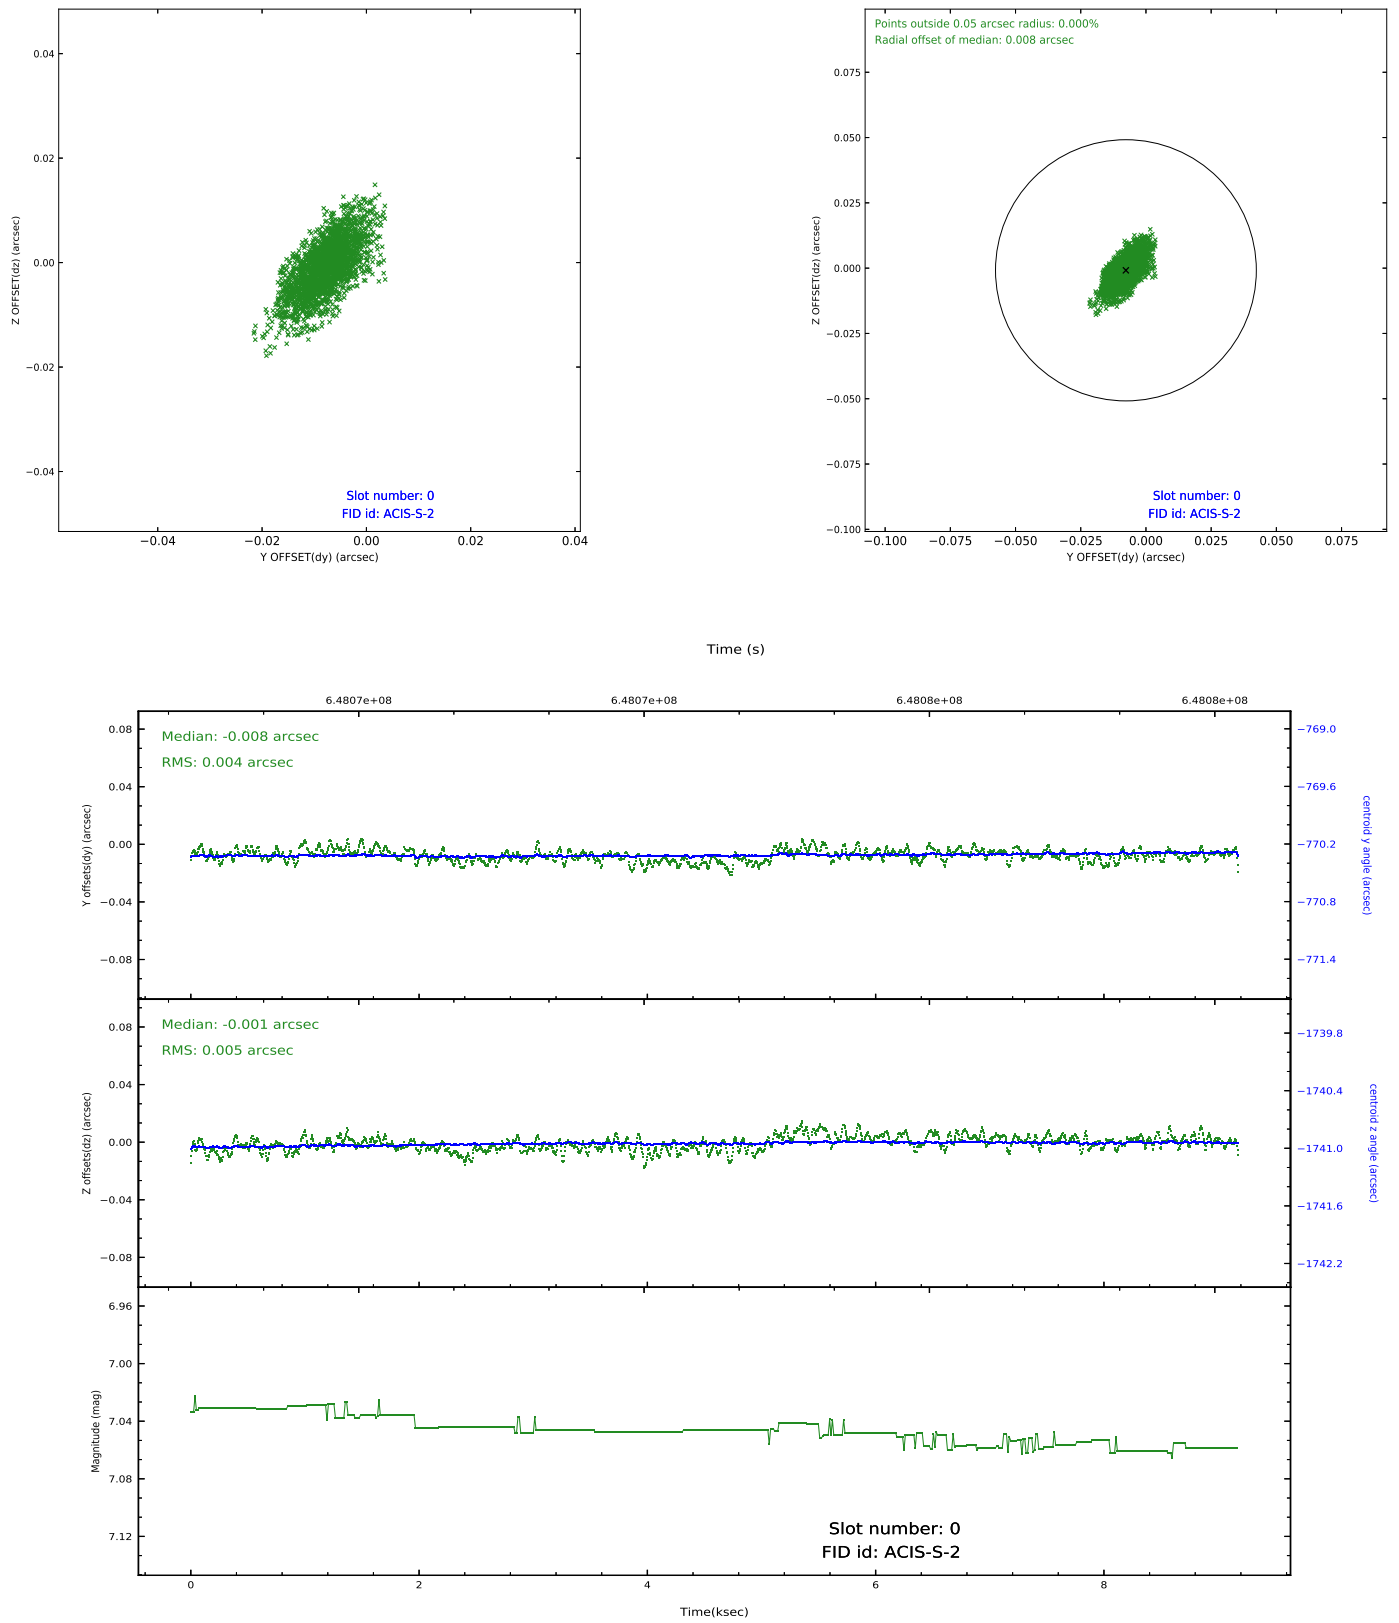 0.04
0.02
0.00
−0.02
−0.04
Z OFFSET(dz) (arcsec)
Slot number: 0
FID id: ACIS-S-2
−0.04
−0.02
0.00
0.02
0.04
Y OFFSET(dy) (arcsec)
Points outside 0.05 arcsec radius: 0.000%
Radial offset of median: 0.008 arcsec
0.075
0.050
0.025
0.000
−0.025
−0.050
−0.075
−0.100
Z OFFSET(dz) (arcsec)
Slot number: 0
FID id: ACIS-S-2
−0.100
−0.075
−0.050
−0.025
0.000
0.025
0.050
0.075
Y OFFSET(dy) (arcsec)
Time (s)
6.4807e+08
6.4807e+08
6.4808e+08
6.4808e+08
Median: -0.008 arcsec
RMS: 0.004 arcsec
0.08
0.04
0.00
−0.04
−0.08
Y offsets(dy) (arcsec)
−769.0
−769.6
−770.2
−770.8
−771.4
centroid y angle (arcsec)
Median: -0.001 arcsec
RMS: 0.005 arcsec
0.08
0.04
0.00
−0.04
−0.08
Z offsets(dz) (arcsec)
−1739.8
−1740.4
−1741.0
−1741.6
−1742.2
centroid z angle (arcsec)
6.96
7.00
7.04
7.08
7.12
Magnitude (mag)
Slot number: 0
FID id: ACIS-S-2
0
2
4
6
8
Time(ksec)